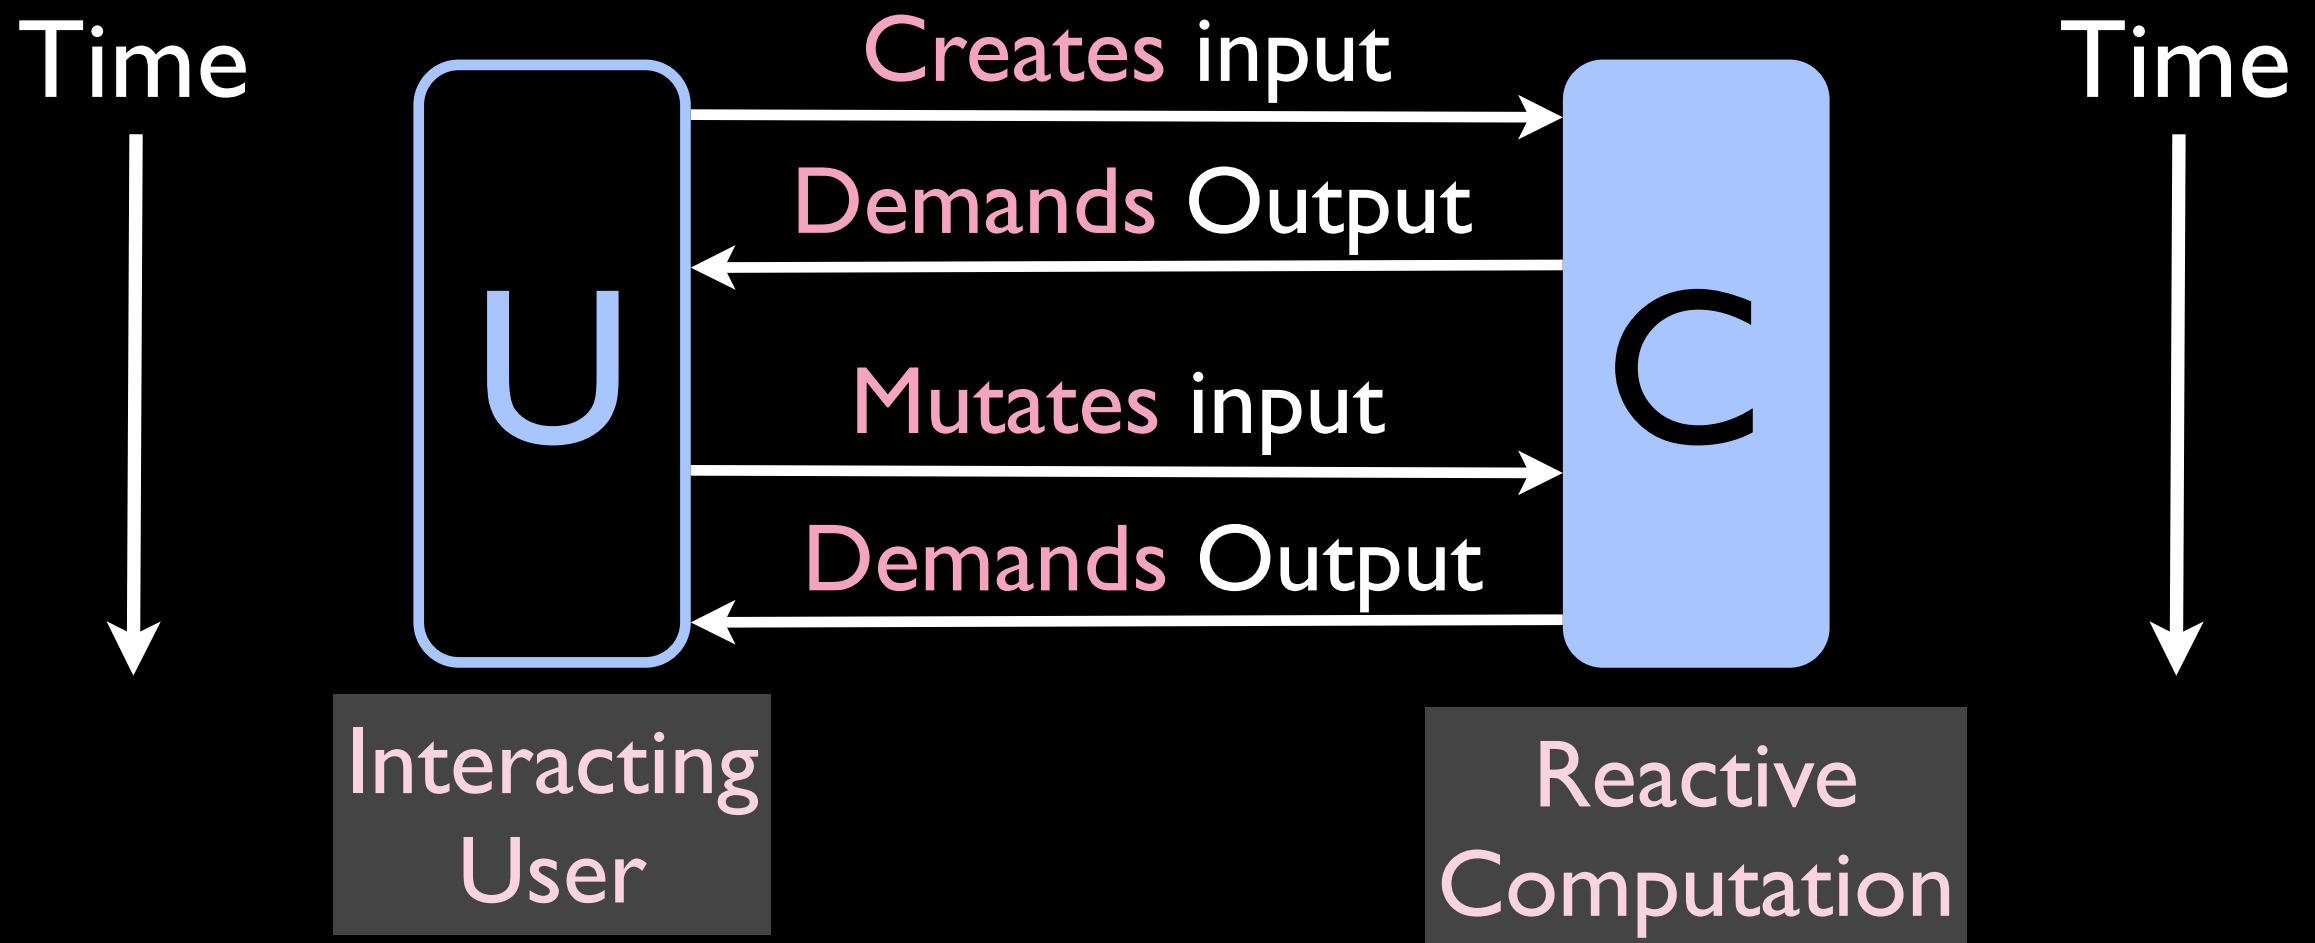 Time
Creates input
Time
Demands Output
U
C
Mutates input
Demands Output
Interacting
User
Reactive
Computation